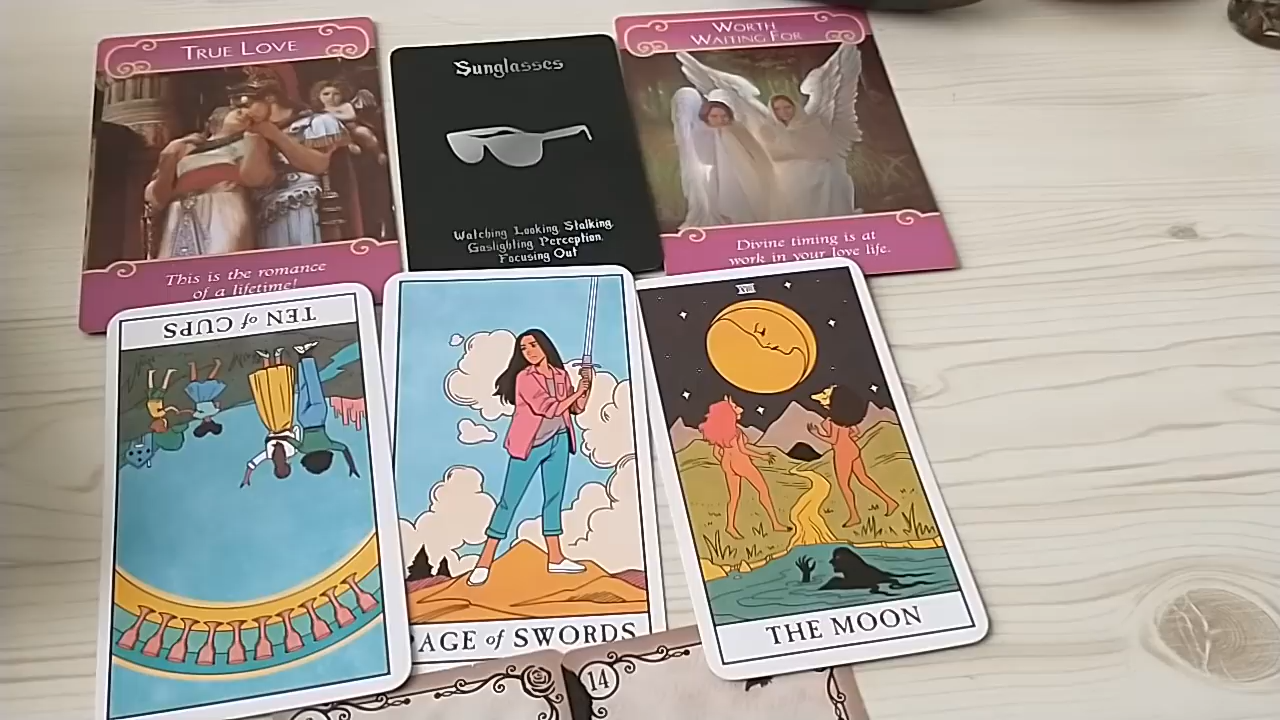 TRUE LOVE
This is the romance
of a lifetime!
Sunglasses
Watching Looking Stalking.
Gaslighting Perception.
Focusing Out
WORTH
WAITING FOR
Divine timing is at
work in your love life.
TEN of CUPS
PAGE of SWORDS
XVIII
THE MOON
14